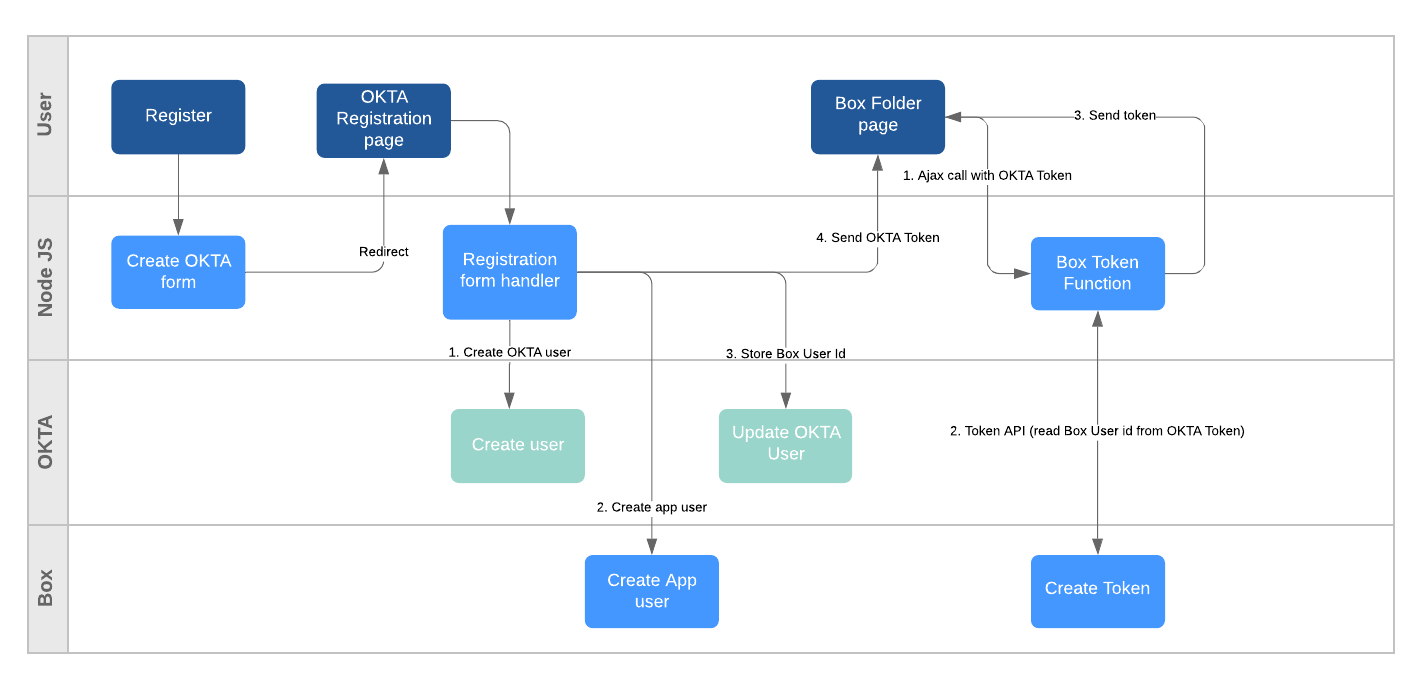 User
Register
OKTA
Registration
page
Box Folder
page
3. Send token
1. Ajax call with OKTA Token
Node JS
Create OKTA
form
Redirect
Registration
form handler
4. Send OKTA Token
Box Token
Function
1. Create OKTA user
3. Store Box User Id
OKTA
Create user
Update OKTA
User
2. Token API (read Box User id from OKTA Token)
2. Create app user
Box
Create App
user
Create Token